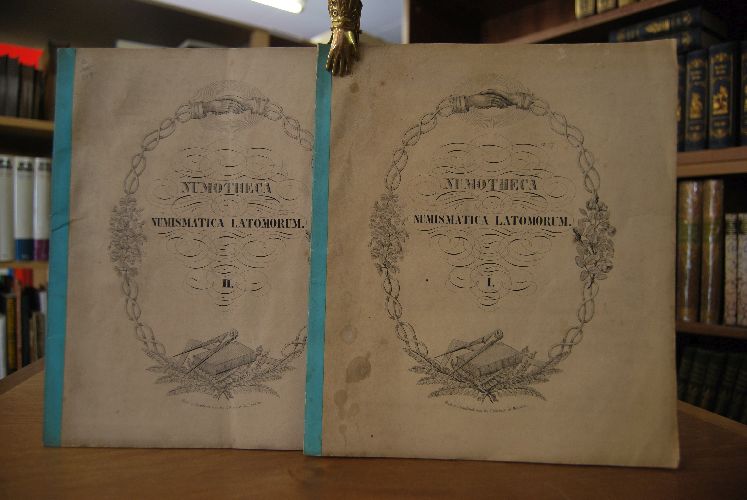 NUMOTHECA
NUMISMATICA LATOMORUM.
II.
NUMOTHECA
NUMISMATICA LATOMORUM.
I.